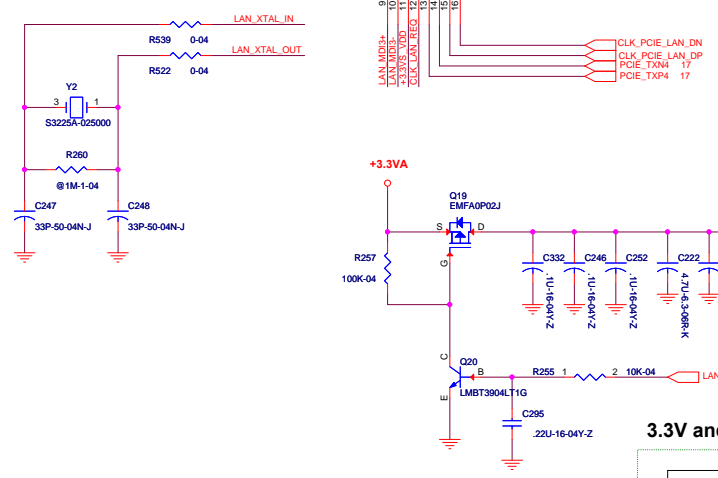 LAN_XTAL_IN
R539 0-04
LAN_XTAL_OUT
R522 0-04
Y2
3 1
S3225A-025000
R260
@1M-1-04
C247
33P-50-04N-J
C248
33P-50-04N-J
9
10
11
12
13
14
15
16
LAN_MDI3+
LAN_MDI3-
+3.3VS_VDD
CLK_LAN_REQ
CLK_PCIE_LAN_DN
CLK_PCIE_LAN_DP
PCIE_TXN4 17
PCIE_TXP4 17
+3.3VA
Q19
EMFA0P02J
S D
G
R257
100K-04
C332
.1U-16-04Y-Z
C246
.1U-16-04Y-Z
C252
.1U-16-04Y-Z
C222
4.7U-6.3-06R-K
C
Q20
B
E
LMBT3904LT1G
R255 1 2 10K-04
LAN
C295
.22U-16-04Y-Z
3.3V and